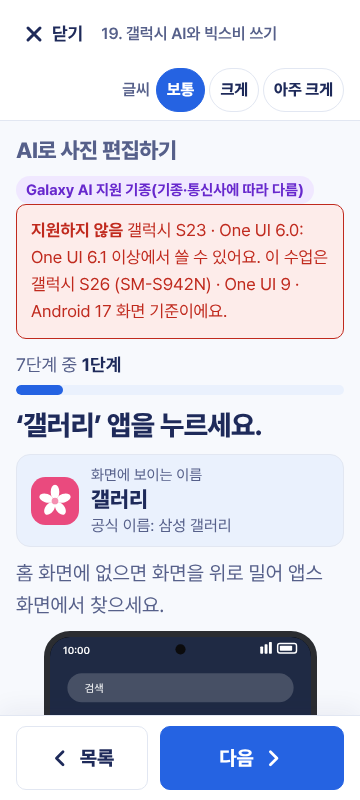 닫기
19. 갤럭시 AI와 빅스비 쓰기
글씨
보통
크게
아주 크게
AI로 사진 편집하기
Galaxy AI 지원 기종(기종·통신사에 따라 다름)
지원하지 않음 갤럭시 S23 · One UI 6.0:
One UI 6.1 이상에서 쓸 수 있어요. 이 수업은
갤럭시 S26 (SM-S942N) · One UI 9 ·
Android 17 화면 기준이에요.
7단계 중 1단계
‘갤러리’ 앱을 누르세요.
화면에 보이는 이름
갤러리
공식 이름: 삼성 갤러리
홈 화면에 없으면 화면을 위로 밀어 앱스
화면에서 찾으세요.
10:00
검색
목록
다음